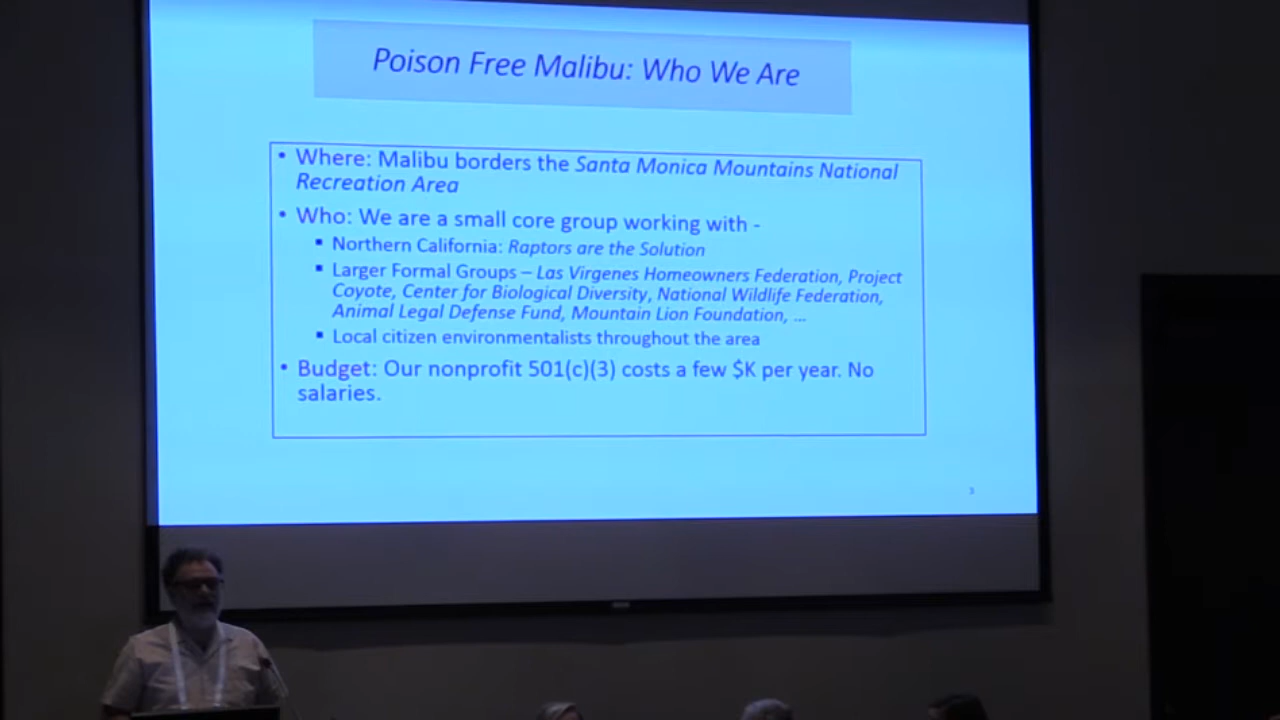 Poison Free Malibu: Who We Are
• Where: Malibu borders the Santa Monica Mountains National
Recreation Area
• Who: We are a small core group working with -
▪ Northern California: Raptors are the Solution
▪ Larger Formal Groups – Las Virgenes Homeowners Federation, Project
Coyote, Center for Biological Diversity, National Wildlife Federation,
Animal Legal Defense Fund, Mountain Lion Foundation, ...
▪ Local citizen environmentalists throughout the area
• Budget: Our nonprofit 501(c)(3) costs a few $K per year. No
salaries.
3